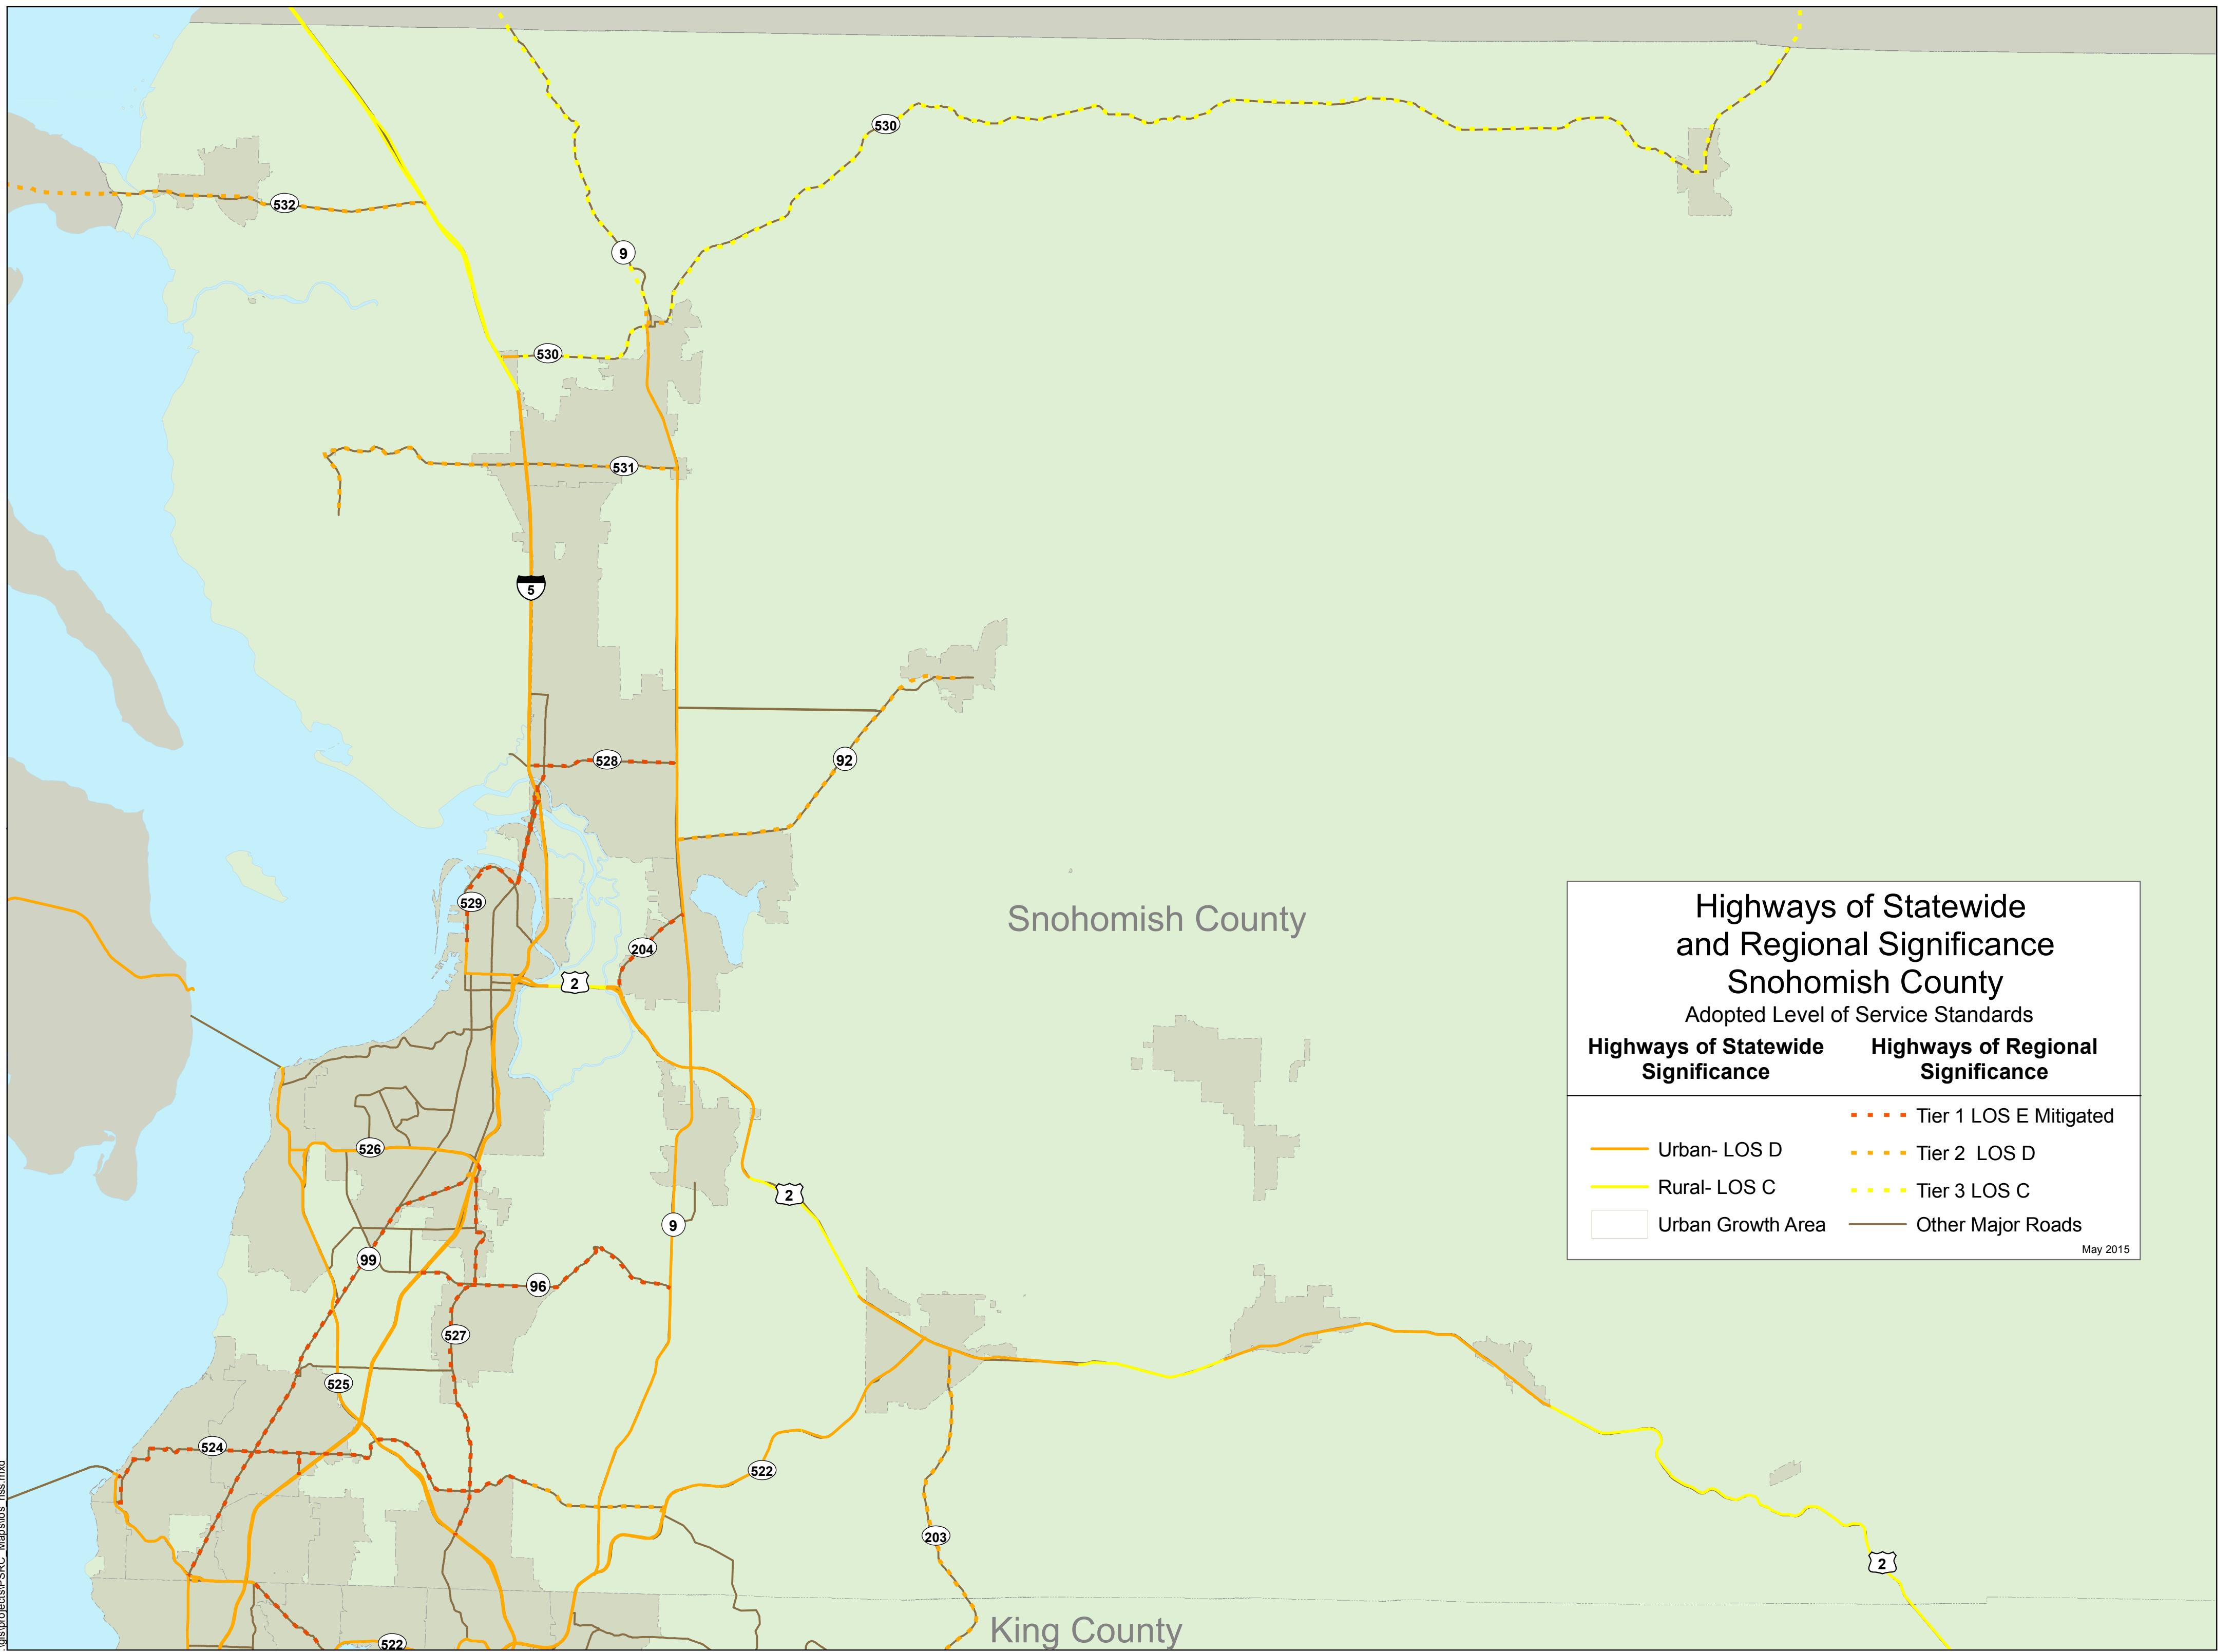 530
532
9
530
531
5
92
528
529
204
2
Snohomish County
Highways of Statewide
and Regional Significance
Snohomish County
Adopted Level of Service Standards
Highways of Statewide
Significance
Highways of Regional
Significance
Tier 1 LOS E Mitigated
Urban- LOS D
Tier 2 LOS D
Rural- LOS C
Tier 3 LOS C
Urban Growth Area
Other Major Roads
May 2015
526
2
9
99
96
527
525
524
522
203
2
King County
522